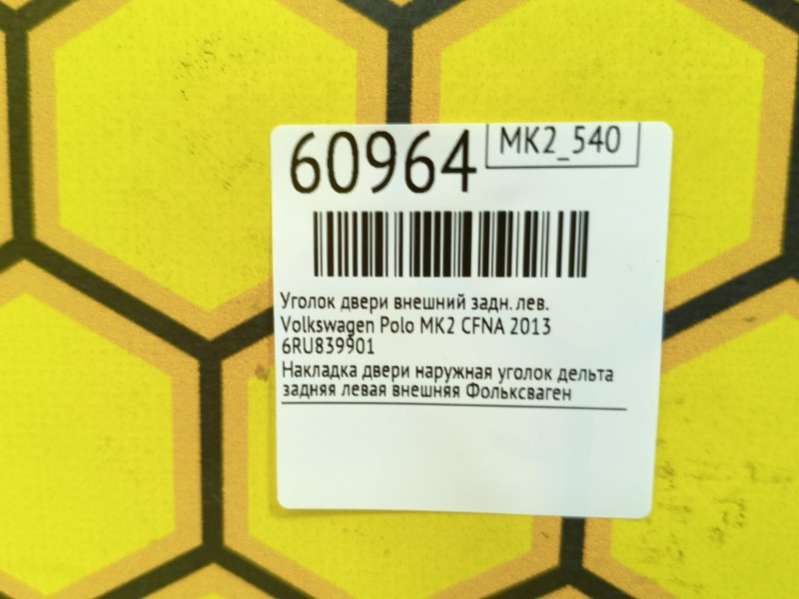 60964
MK2_540
Уголок двери внешний задн. лев.
Volkswagen Polo MK2 CFNA 2013
6RU839901
Накладка двери наружная уголок дельта
задняя левая внешняя Фольксваген